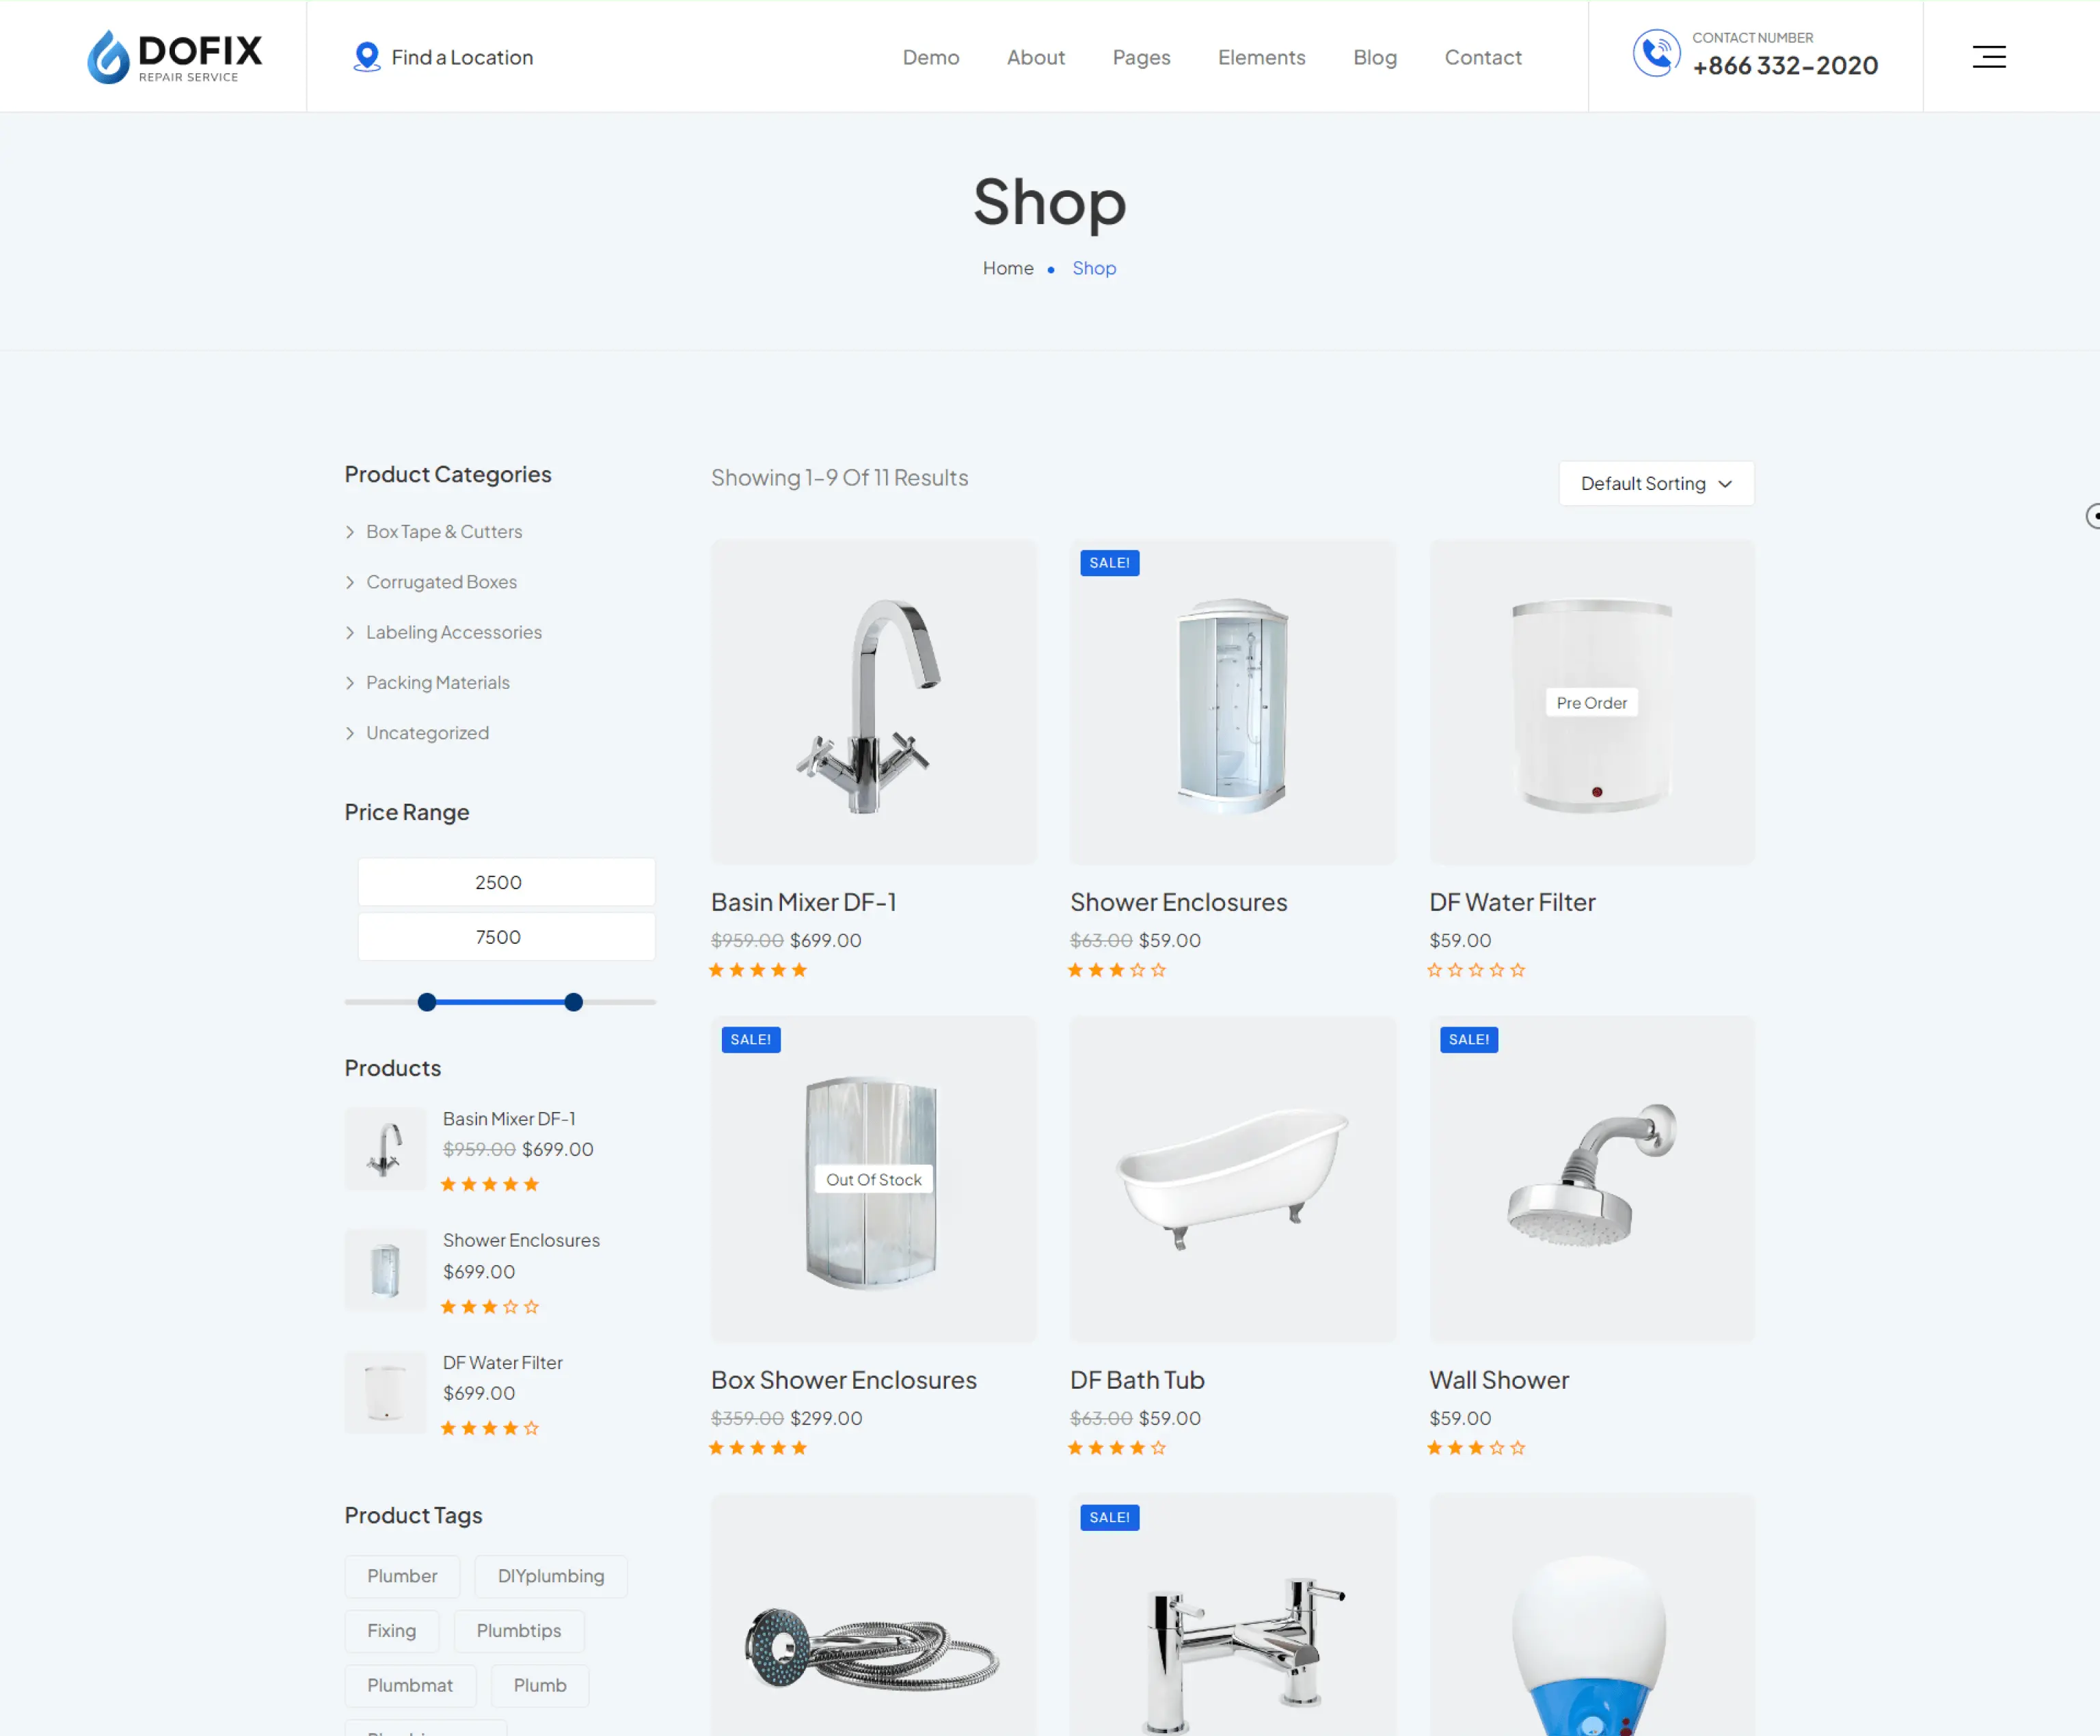 DOFIX
REPAIR SERVICE
Find a Location
Demo
About
Pages
Elements
Blog
Contact
CONTACT NUMBER
+866 332-2020
Shop
Home
Shop
Product Categories
Box Tape & Cutters
Corrugated Boxes
Labeling Accessories
Packing Materials
Uncategorized
Price Range
2500
7500
Products
Basin Mixer DF-1
$959.00 $699.00
Shower Enclosures
$699.00
DF Water Filter
$699.00
Product Tags
Plumber
DIYplumbing
Fixing
Plumbtips
Plumbmat
Plumb
Showing 1-9 Of 11 Results
Default Sorting
Basin Mixer DF-1
$959.00 $699.00
SALE!
Shower Enclosures
$63.00 $59.00
Pre Order
DF Water Filter
$59.00
SALE!
Out Of Stock
Box Shower Enclosures
$359.00 $299.00
DF Bath Tub
$63.00 $59.00
SALE!
Wall Shower
$59.00
SALE!